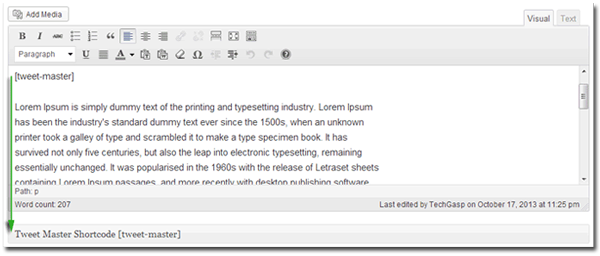 Add Media
Visual Text
B I ABC
Paragraph U A Ω
[tweet-master]
Lorem Ipsum is simply dummy text of the printing and typesetting industry. Lorem Ipsum
has been the industry's standard dummy text ever since the 1500s, when an unknown
printer took a galley of type and scrambled it to make a type specimen book. It has
survived not only five centuries, but also the leap into electronic typesetting, remaining
essentially unchanged. It was popularised in the 1960s with the release of Letraset sheets
containing Lorem Ipsum passages, and more recently with desktop publishing software
Path: p
Word count: 207 Last edited by TechGasp on October 17, 2013 at 11:25 pm
Tweet Master Shortcode [tweet-master]